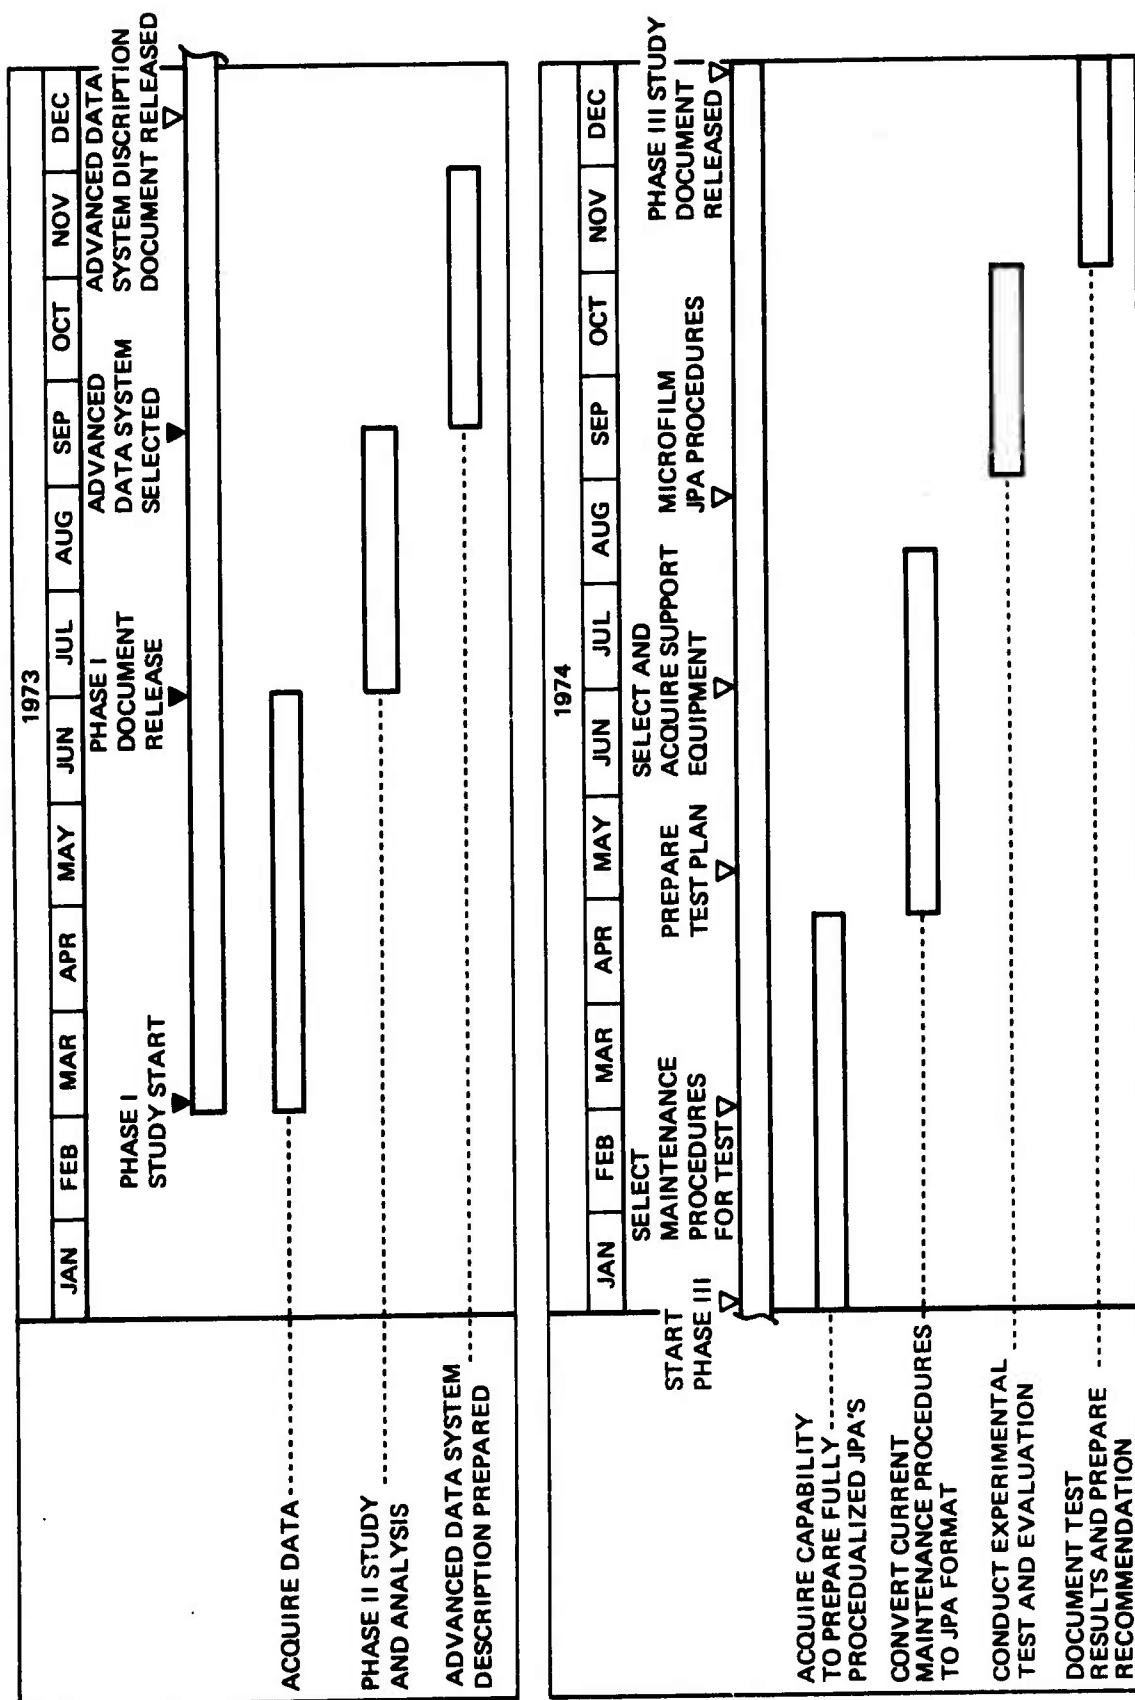 1973
JAN FEB MAR APR MAY JUN JUL AUG SEP OCT NOV DEC
PHASE I
STUDY START
PHASE I
DOCUMENT
RELEASE
ADVANCED
DATA SYSTEM
SELECTED
ADVANCED DATA
SYSTEM DISCRIPTION
DOCUMENT RELEASED
ACQUIRE DATA
PHASE II STUDY
AND ANALYSIS
ADVANCED DATA SYSTEM
DESCRIPTION PREPARED
1974
JAN FEB MAR APR MAY JUN JUL AUG SEP OCT NOV DEC
START
PHASE III
SELECT
MAINTENANCE
PROCEDURES
FOR TEST
PREPARE
TEST PLAN
SELECT AND
ACQUIRE SUPPORT
EQUIPMENT
MICROFILM
JPA PROCEDURES
PHASE III STUDY
DOCUMENT
RELEASED
ACQUIRE CAPABILITY
TO PREPARE FULLY
PROCEDURALIZED JPA'S
CONVERT CURRENT
MAINTENANCE PROCEDURES
TO JPA FORMAT
CONDUCT EXPERIMENTAL
TEST AND EVALUATION
DOCUMENT TEST
RESULTS AND PREPARE
RECOMMENDATION